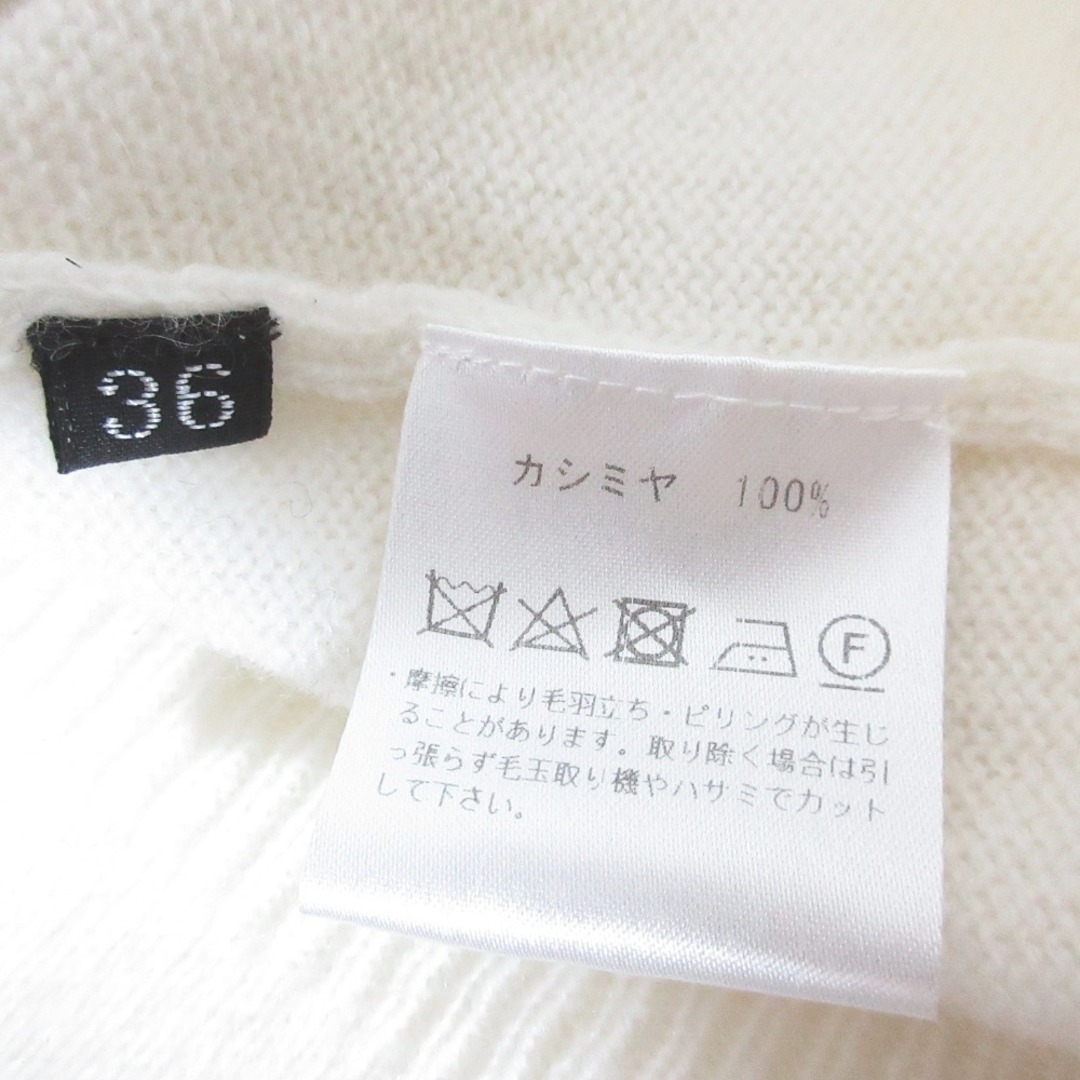 36
カシミヤ 100%
F
・摩擦により毛羽立ち・ピリングが生じ
ることがあります。取り除く場合は引
っ張らず毛玉取り機やハサミでカット
して下さい。